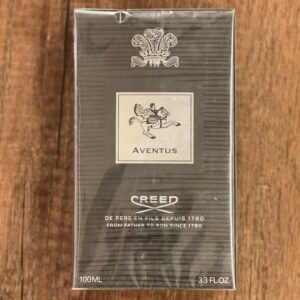 AVENTUS
CREED
DE PERE EN FILS DEPUIS 1760
FROM FATHER TO SON SINCE 1760
100ML 3.3 FL.OZ.